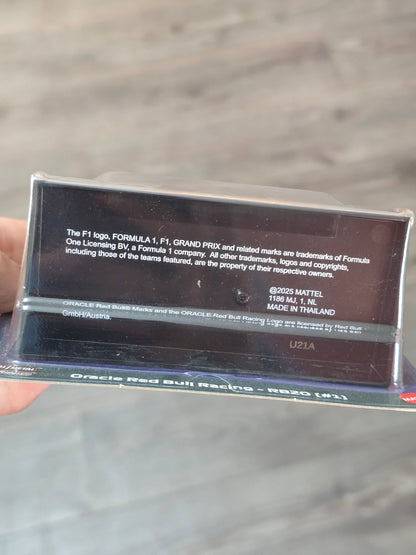 The F1 logo, FORMULA 1, F1, GRAND PRIX and related marks are trademarks of Formula
One Licensing BV, a Formula 1 company. All other trademarks, logos and copyrights,
including those of the teams featured, are the property of their respective owners.
@2025 MATTEL
1186 MJ, 1, NL
MADE IN THAILAND
ORACLE Red Bull® Marks and the ORACLE Red Bull Racing Logo are licensed by Red Bull
GmbH/Austria.
U21A
Oracle Red Bull Racing - RB20 [#1]